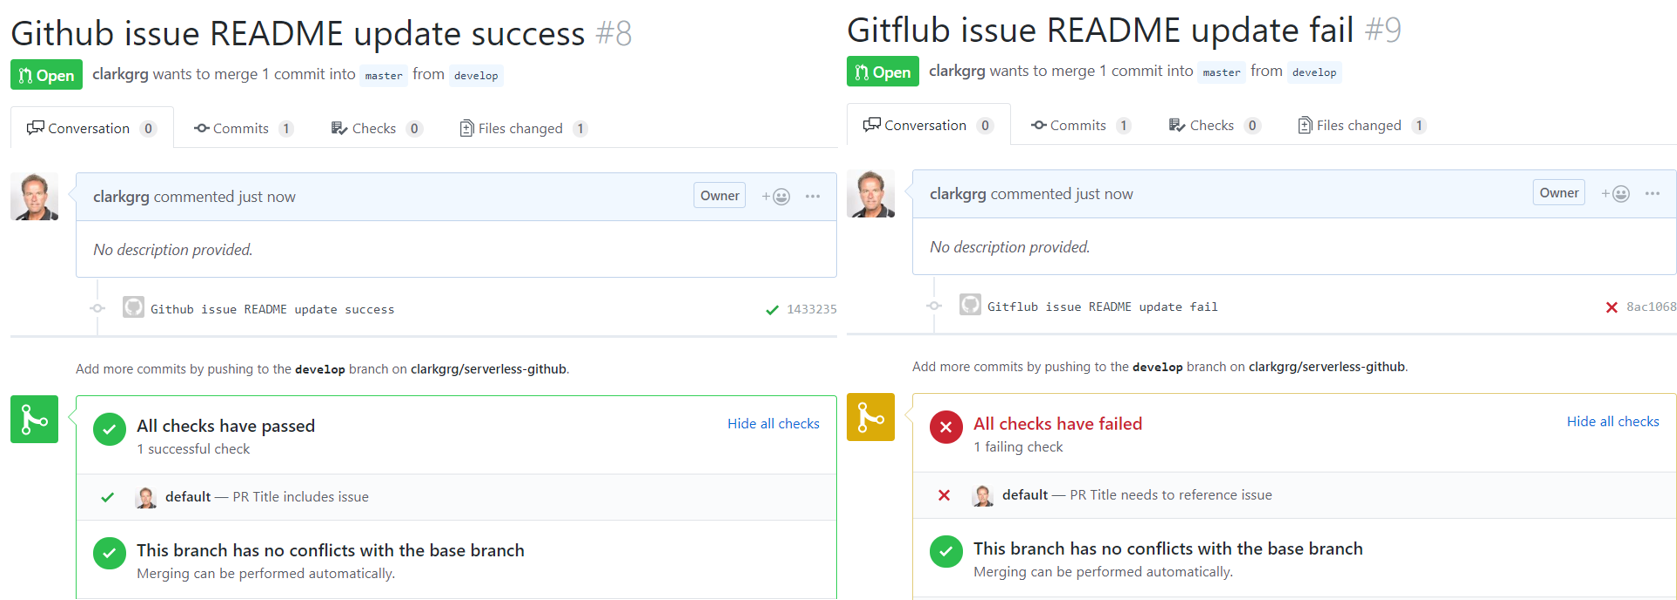 Github issue README update success #8
Open clarkgrg wants to merge 1 commit into master from develop
Conversation 0 Commits 1 Checks 0 Files changed 1
clarkgrg commented just now Owner
No description provided.
Github issue README update success 1433235
Add more commits by pushing to the develop branch on clarkgrg/serverless-github.
All checks have passed Hide all checks
1 successful check
default — PR Title includes issue
This branch has no conflicts with the base branch
Merging can be performed automatically.
Gitflub issue README update fail #9
Open clarkgrg wants to merge 1 commit into master from develop
Conversation 0 Commits 1 Checks 0 Files changed 1
clarkgrg commented just now Owner
No description provided.
Gitflub issue README update fail 8ac1068
Add more commits by pushing to the develop branch on clarkgrg/serverless-github.
All checks have failed Hide all checks
1 failing check
default — PR Title needs to reference issue
This branch has no conflicts with the base branch
Merging can be performed automatically.